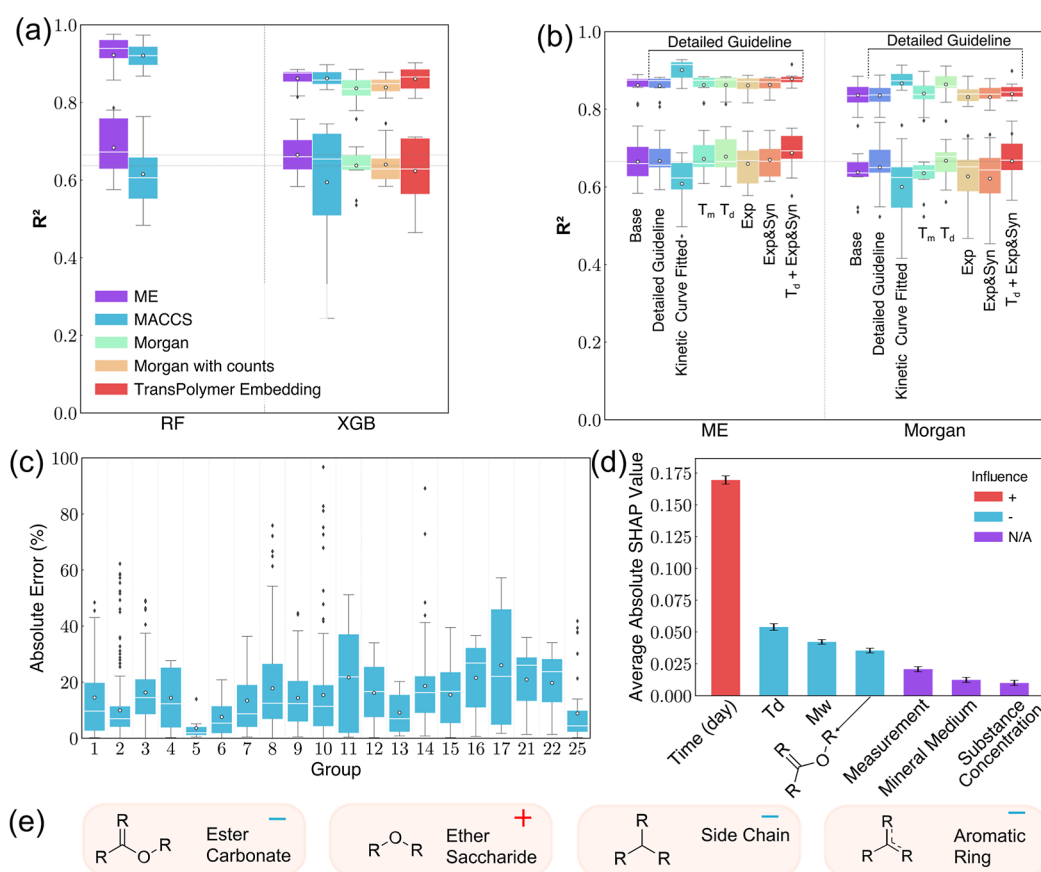 (a)
1.0
0.8
0.6
0.4
0.2
0.0
R²
ME
MACCS
Morgan
Morgan with counts
TransPolymer Embedding
RF
XGB
(b)
1.0
0.8
0.6
0.4
0.2
0.0
R²
Detailed Guideline
Detailed Guideline
Base
Detailed Guideline
Kinetic Curve Fitted
Tm
Td
Exp
Exp&Syn
Td + Exp&Syn
Base
Detailed Guideline
Kinetic Curve Fitted
Tm
Td
Exp
Exp&Syn
Td + Exp&Syn
ME
Morgan
(c)
100
80
60
40
20
0
Absolute Error (%)
1 2 3 4 5 6 7 8 9 10 11 12 13 14 15 16 17 21 22 25
Group
(d)
0.175
0.150
0.125
0.100
0.075
0.050
0.025
0.000
Average Absolute SHAP Value
Influence
+
-
N/A
Time (day)
Td
Mw
R
R
O
R
Measurement
Mineral Medium
Substance
Concentration
(e)
R
R
O
R
Ester
Carbonate
−
R
O
R
Ether
Saccharide
+
R
R
R
Side Chain
−
R
R
R
Aromatic
Ring
−